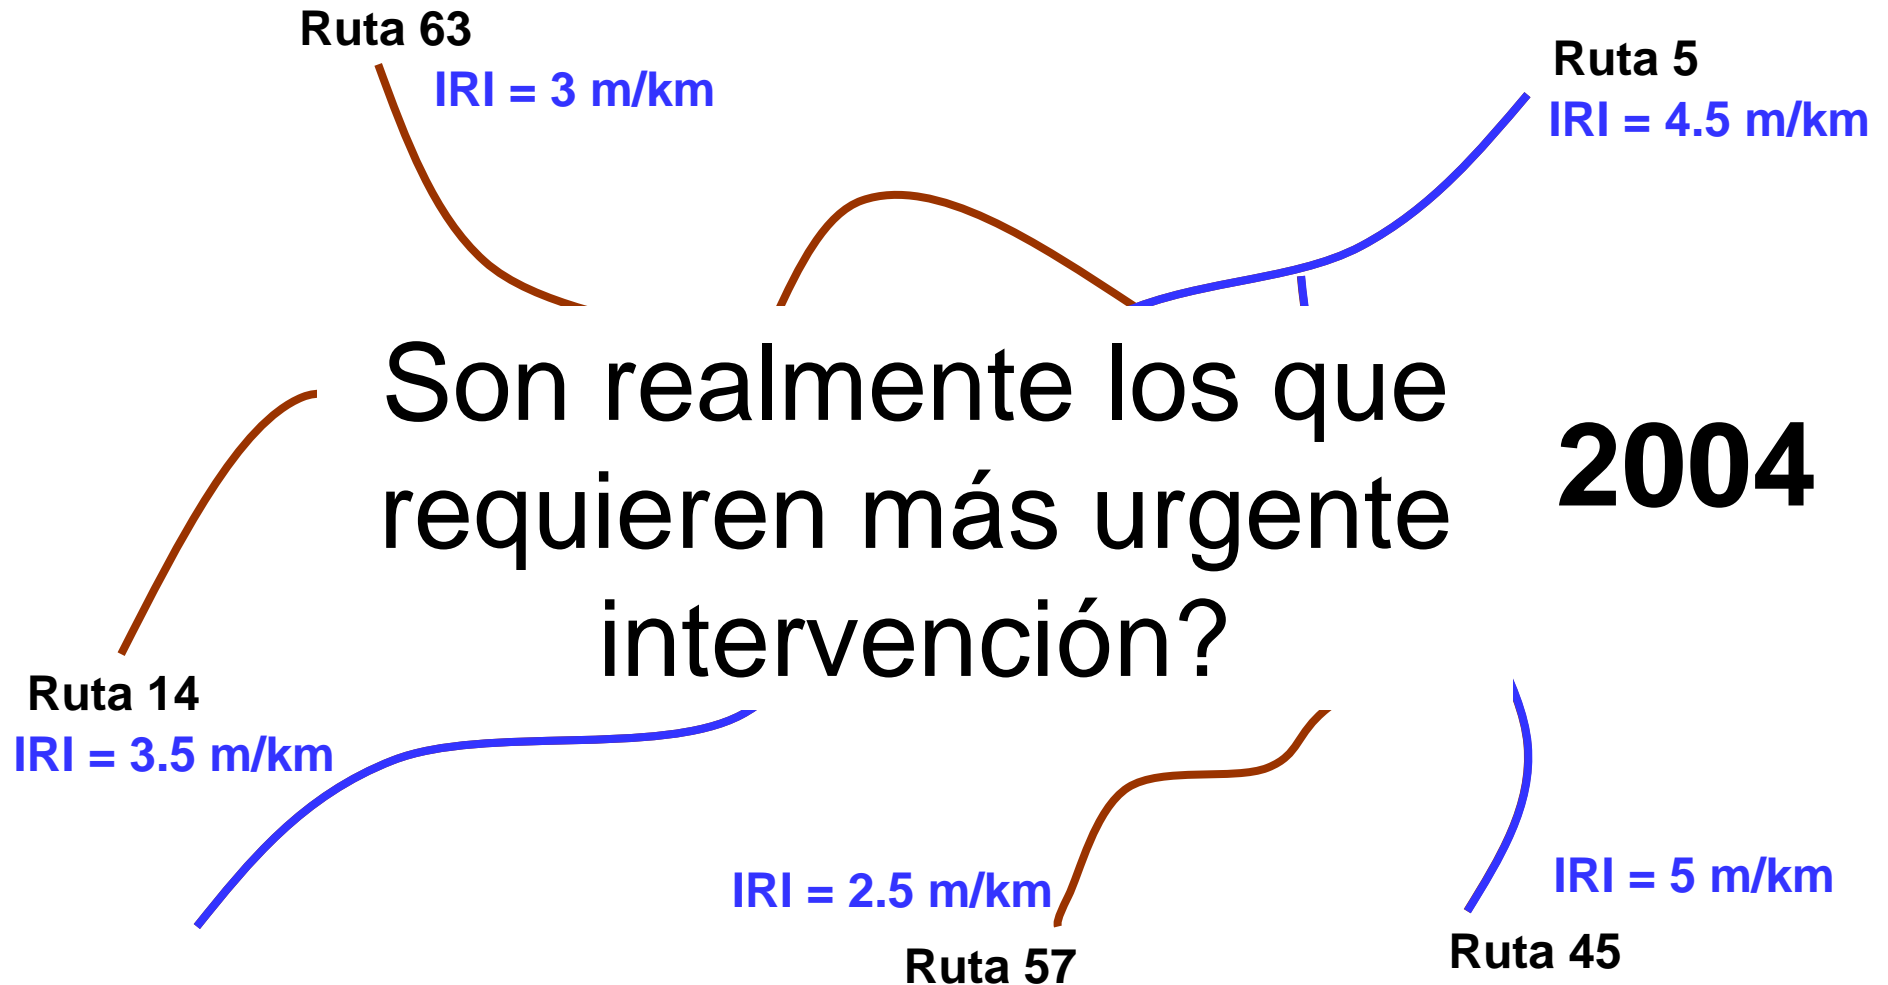 Ruta 63
IRI = 3 m/km
Ruta 5
IRI = 4.5 m/km
Son realmente los que
requieren más urgente
intervención?
2004
Ruta 14
IRI = 3.5 m/km
IRI = 2.5 m/km
Ruta 57
IRI = 5 m/km
Ruta 45